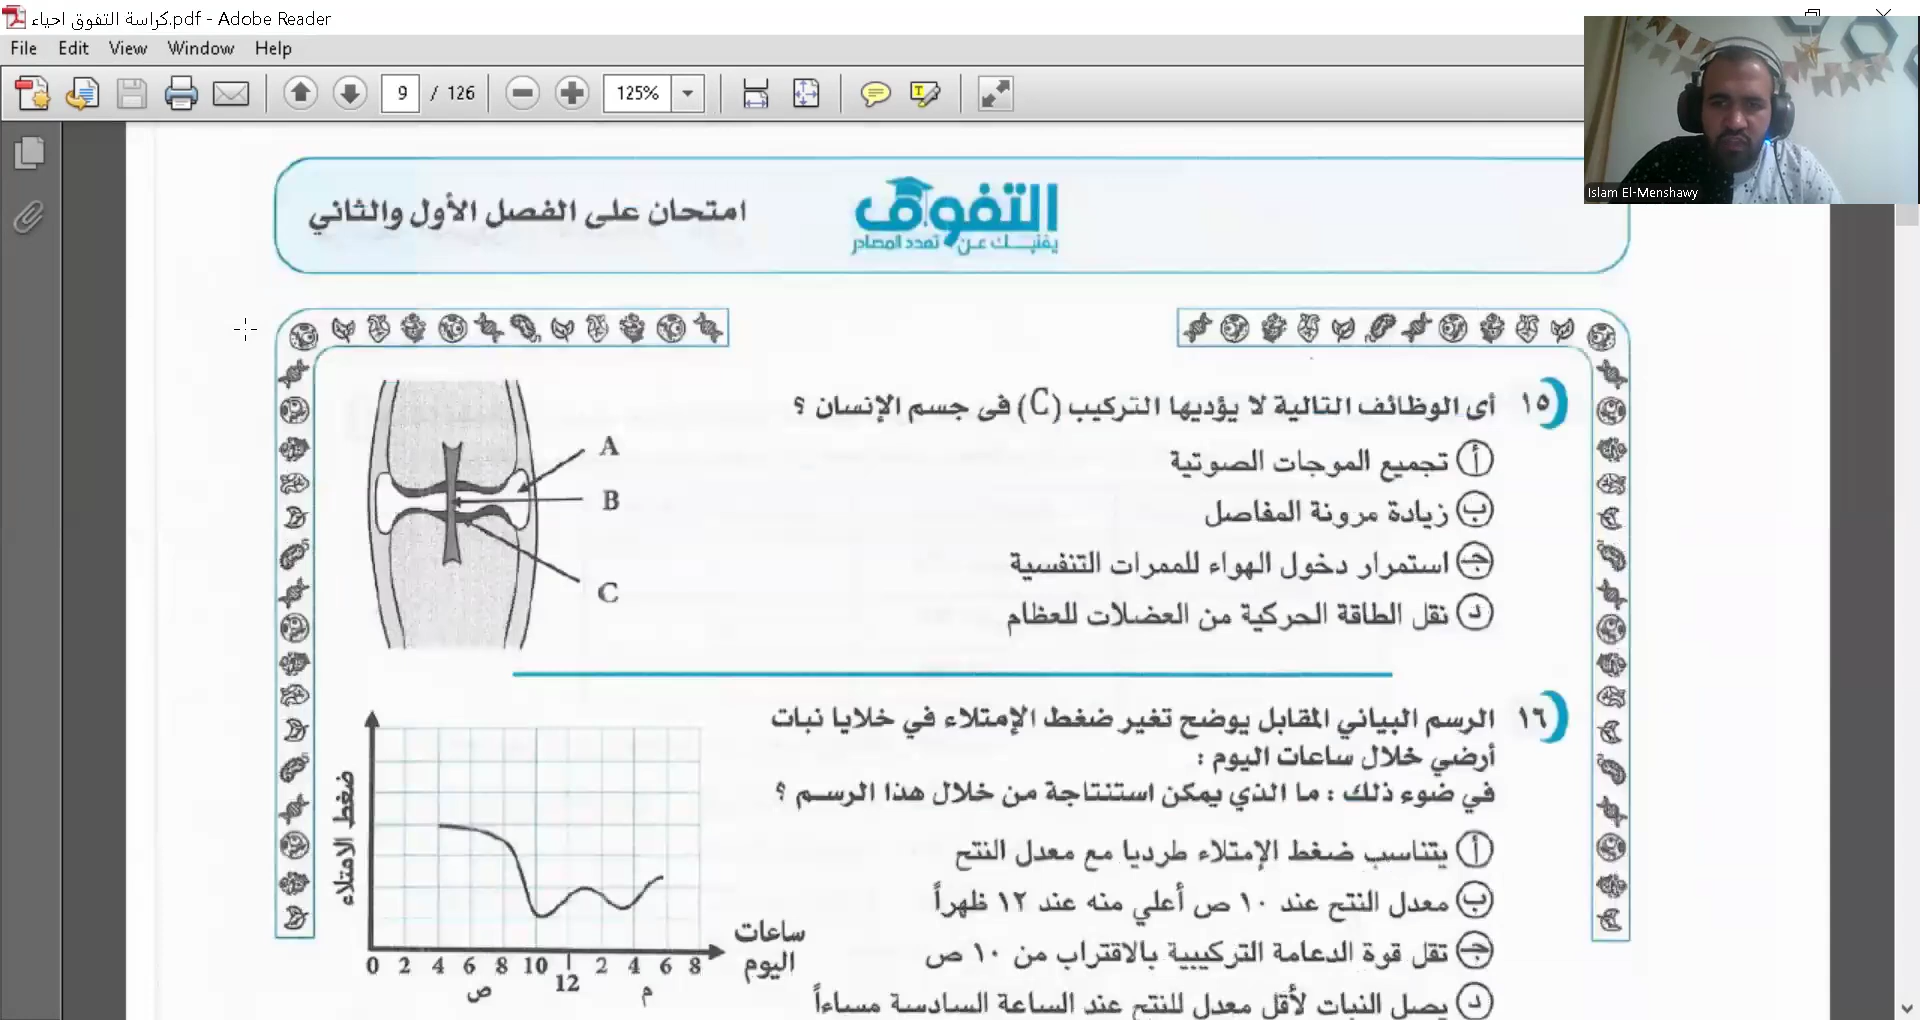 كراسة التفوق احياء.pdf - Adobe Reader
File Edit View Window Help
9 / 126 125%
Islam El-Menshawy
التفوق
يغنيك عن تعدد المصادر
امتحان على الفصل الأول والثاني
١٥ أى الوظائف التالية لا يؤديها التركيب (C) فى جسم الإنسان ؟
أ تجميع الموجات الصوتية
ب زيادة مرونة المفاصل
ج استمرار دخول الهواء للممرات التنفسية
د نقل الطاقة الحركية من العضلات للعظام
A
B
C
١٦ الرسم البياني المقابل يوضح تغير ضغط الإمتلاء في خلايا نبات
أرضي خلال ساعات اليوم :
في ضوء ذلك : ما الذي يمكن استنتاجة من خلال هذا الرسم ؟
أ يتناسب ضغط الإمتلاء طرديا مع معدل النتح
ب معدل النتح عند ١٠ ص أعلي منه عند ١٢ ظهراً
ج تقل قوة الدعامة التركيبية بالاقتراب من ١٠ ص
د يصل النبات لأقل معدل للنتح عند الساعة السادسة مساءاً
ضغط الامتلاء
ساعات
اليوم
0 2 4 6 8 10 12 2 4 6 8
ص م